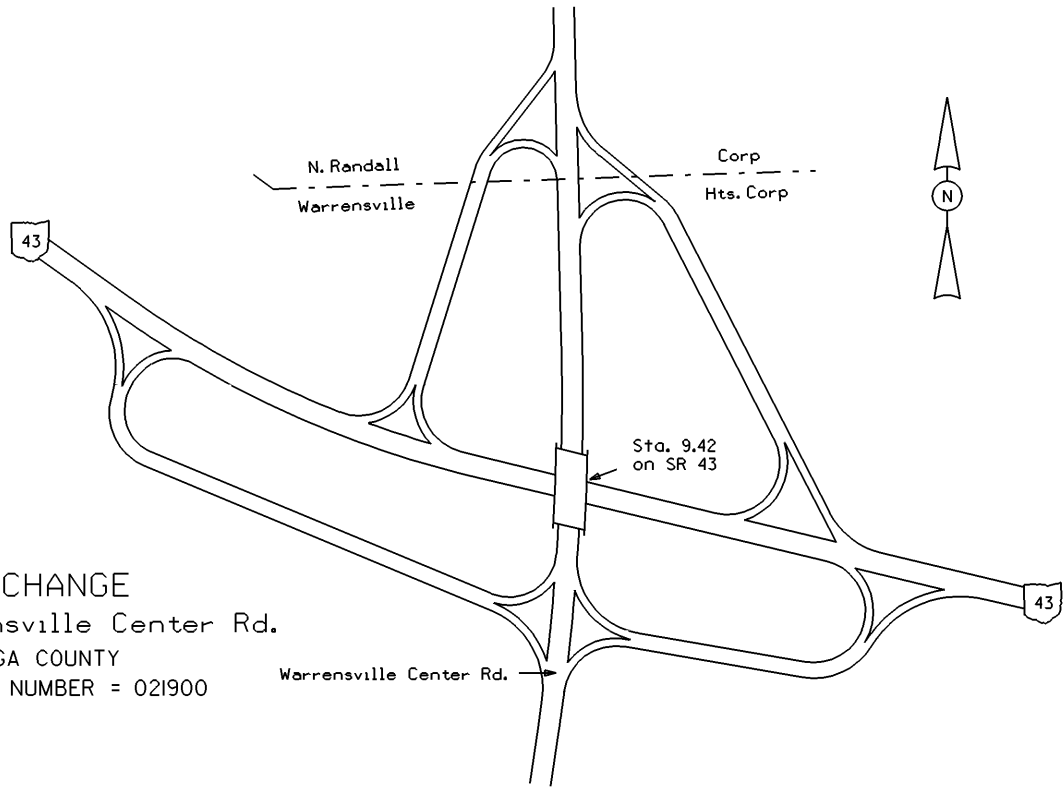 N. Randall
Corp
Warrensville
Hts. Corp
43
N
Sta. 9.42
on SR 43
CHANGE
nsville Center Rd.
GA COUNTY
NUMBER = 021900
Warrensville Center Rd.
43